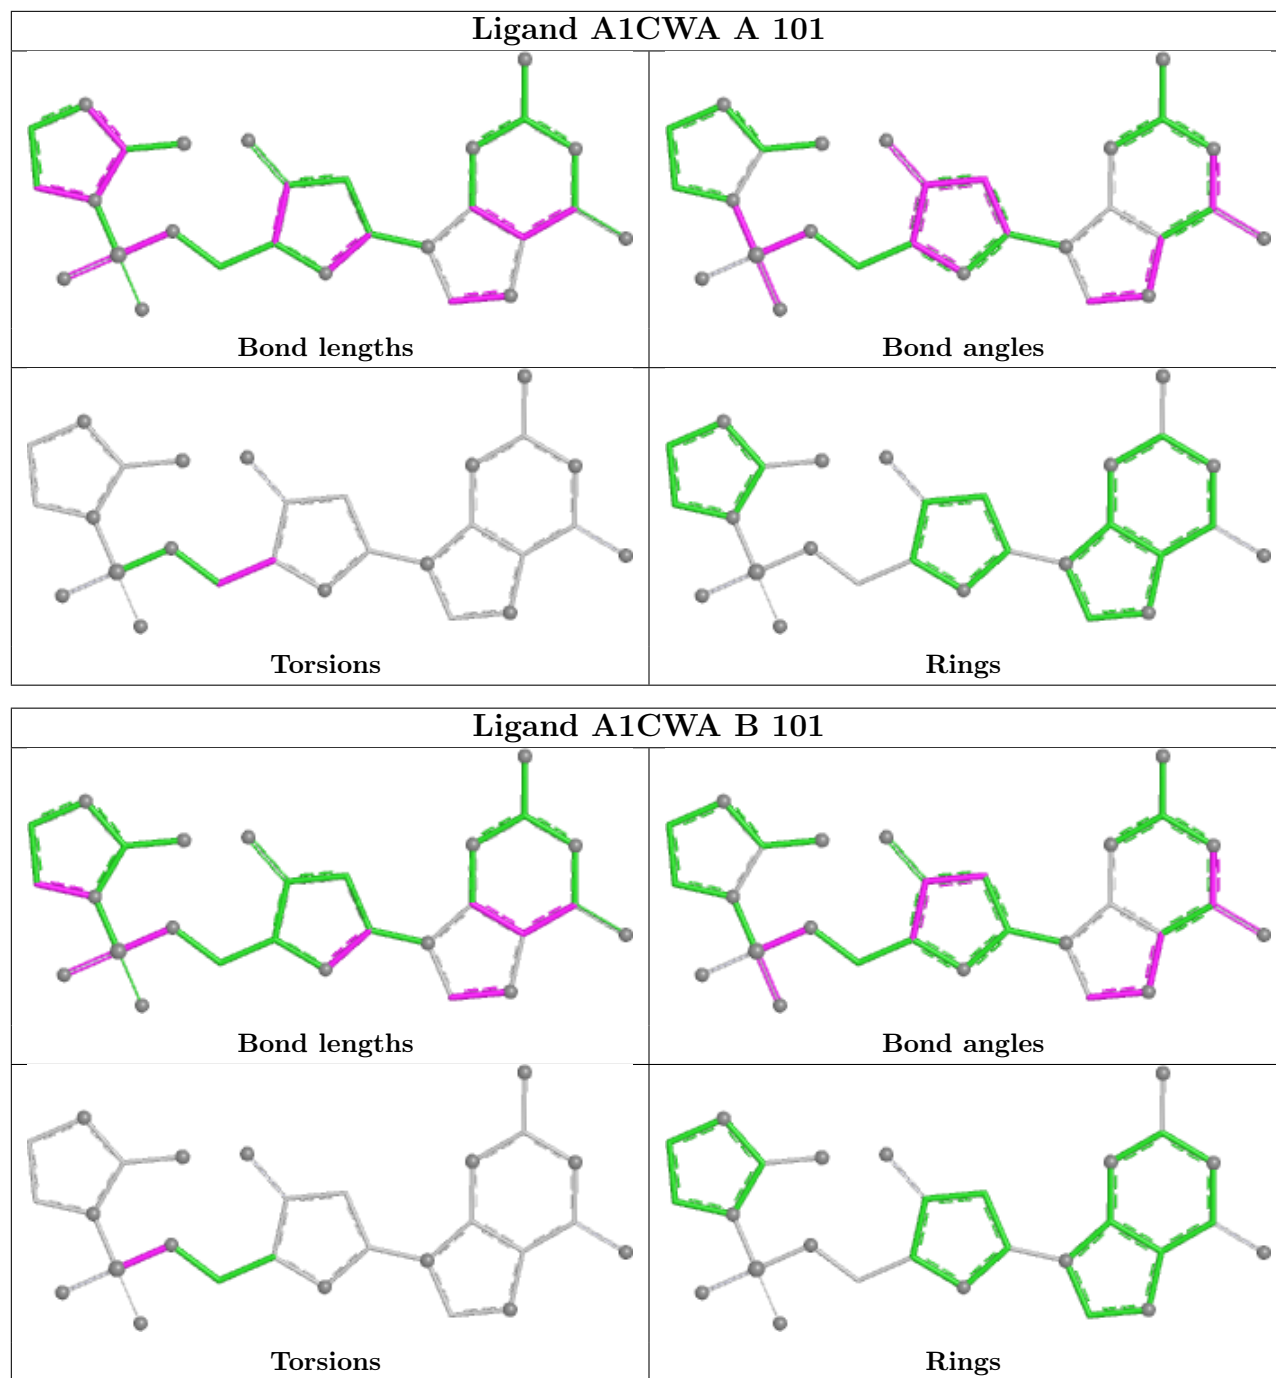 Ligand A1CWA A 101
Bond lengths
Bond angles
Torsions
Rings
Ligand A1CWA B 101
Bond lengths
Bond angles
Torsions
Rings